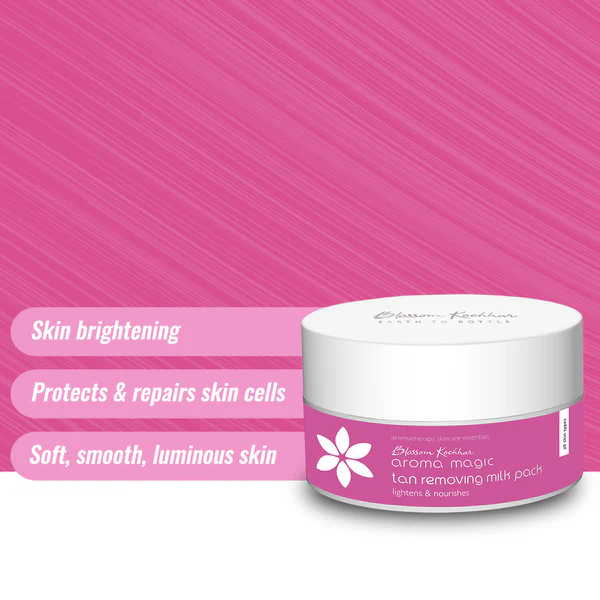 Skin brightening
Protects & repairs skin cells
Soft, smooth, luminous skin
Blossom Kochhar
EARTH TO BOTTLE
aromatherapy skincare essentials
Blossom Kochhar
aroma magic
tan removing milk pack
lightens & nourishes
all skin types